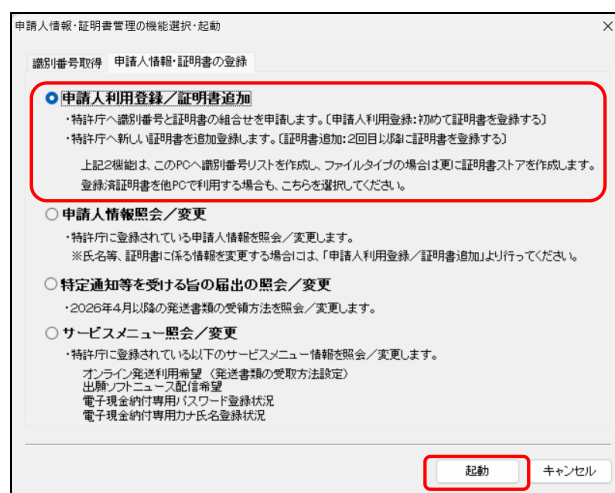 申請人情報・証明書管理の機能選択・起動
識別番号取得 申請人情報・証明書の登録
申請人利用登録／証明書追加
・特許庁へ識別番号と証明書の組合せを申請します。〔申請人利用登録：初めて証明書を登録する〕
・特許庁へ新しい証明書を追加登録します。〔証明書追加：2回目以降に証明書を登録する〕
上記2機能は、このPCへ識別番号リストを作成し、ファイルタイプの場合は更に証明書ストアを作成します。
登録済証明書を他PCで利用する場合も、こちらを選択してください。
申請人情報照会／変更
・特許庁に登録されている申請人情報を照会／変更します。
※氏名等、証明書に係る情報を変更する場合には、「申請人利用登録／証明書追加」より行ってください。
特定通知等を受ける旨の届出の照会／変更
・2026年4月以降の発送書類の受領方法を照会／変更します。
サービスメニュー照会／変更
・特許庁に登録されている以下のサービスメニュー情報を照会／変更します。
オンライン発送利用希望（発送書類の受取方法設定）
出願ソフトニュース配信希望
電子現金納付専用パスワード登録状況
電子現金納付専用カナ氏名登録状況
起動 キャンセル